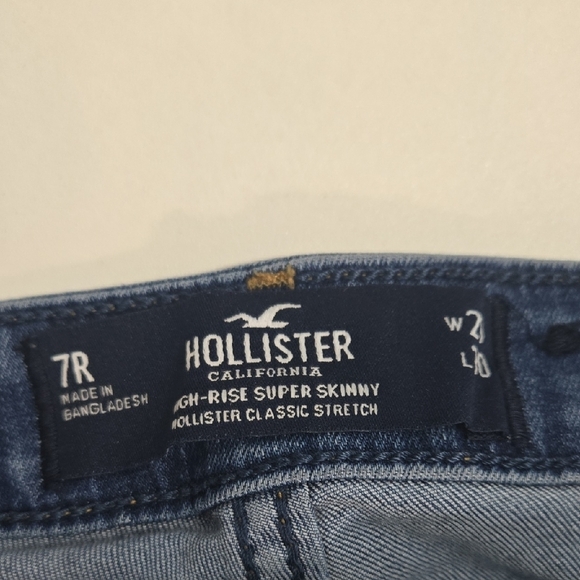 7R
MADE IN
BANGLADESH
HOLLISTER
CALIFORNIA
HIGH-RISE SUPER SKINNY
HOLLISTER CLASSIC STRETCH
W
L